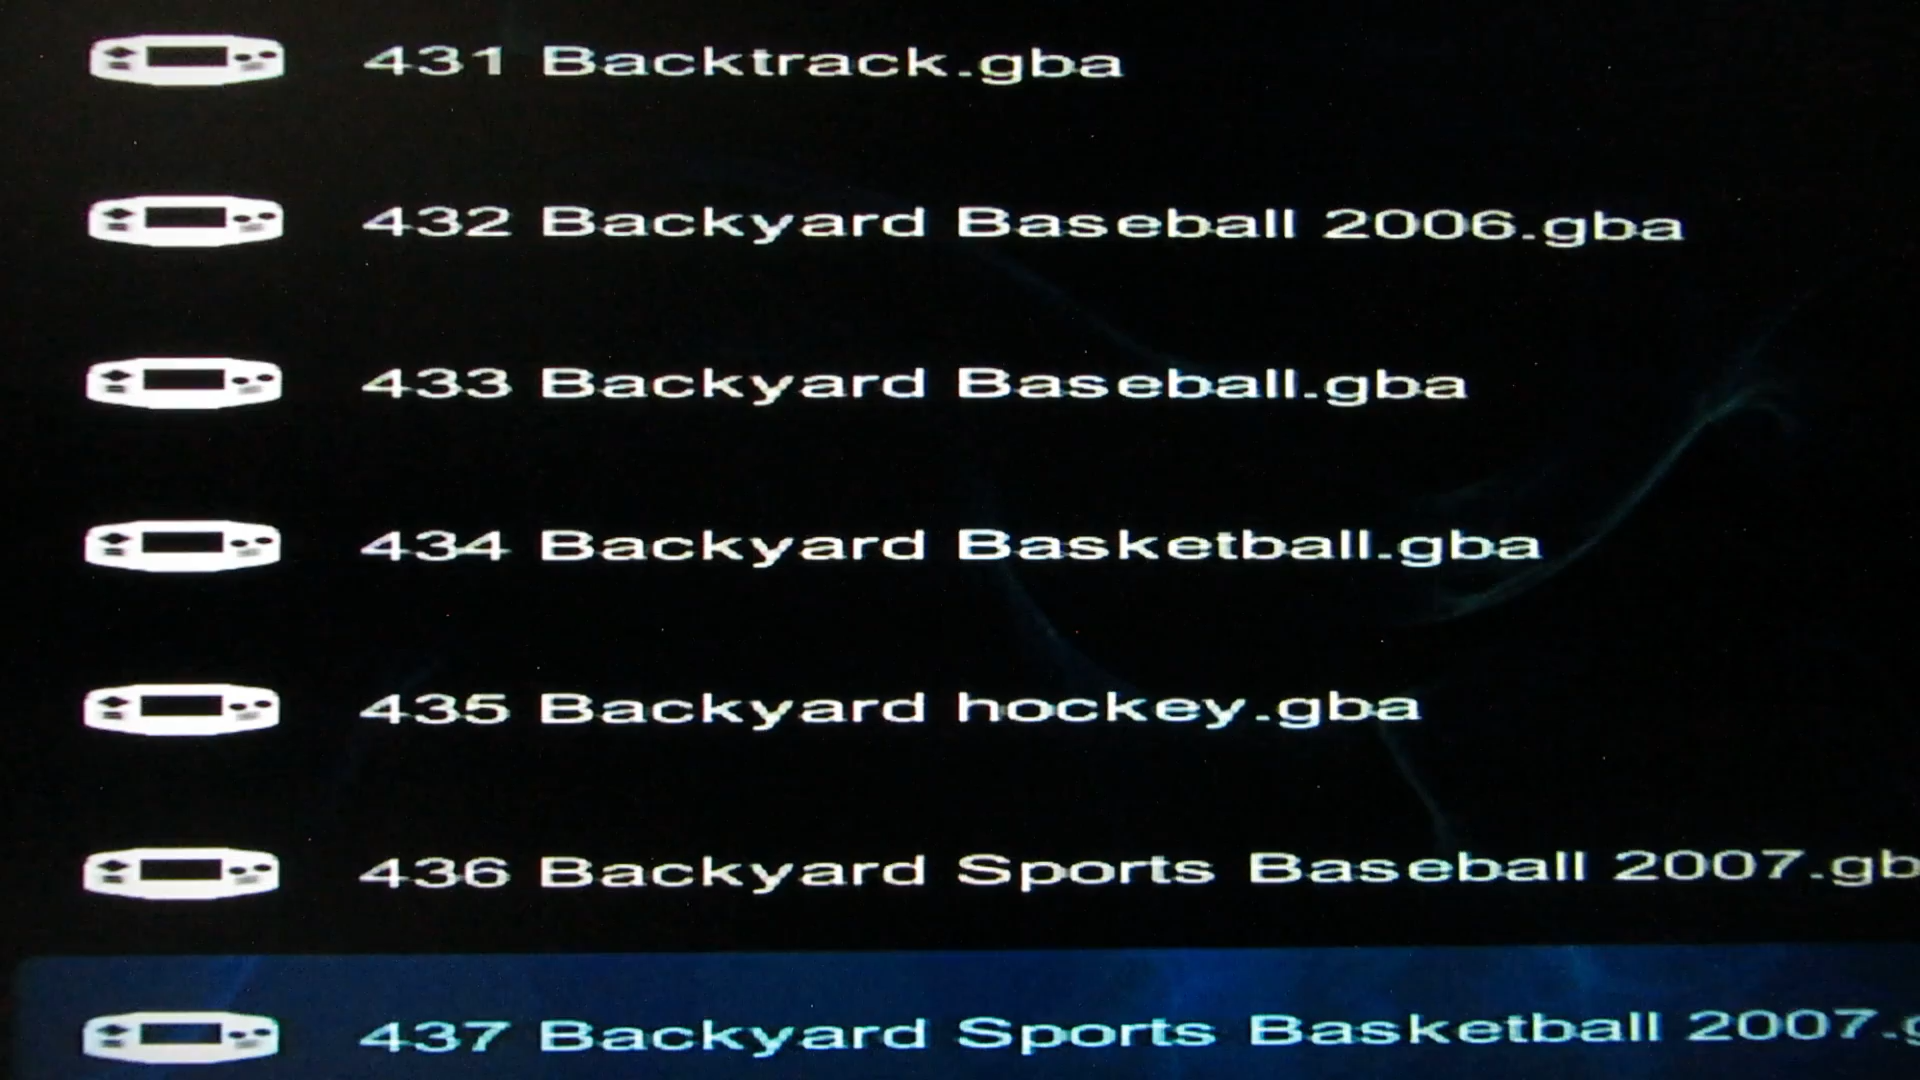 431 Backtrack.gba
432 Backyard Baseball 2006.gba
433 Backyard Baseball.gba
434 Backyard Basketball.gba
435 Backyard hockey.gba
436 Backyard Sports Baseball 2007.gb
437 Backyard Sports Basketball 2007.g